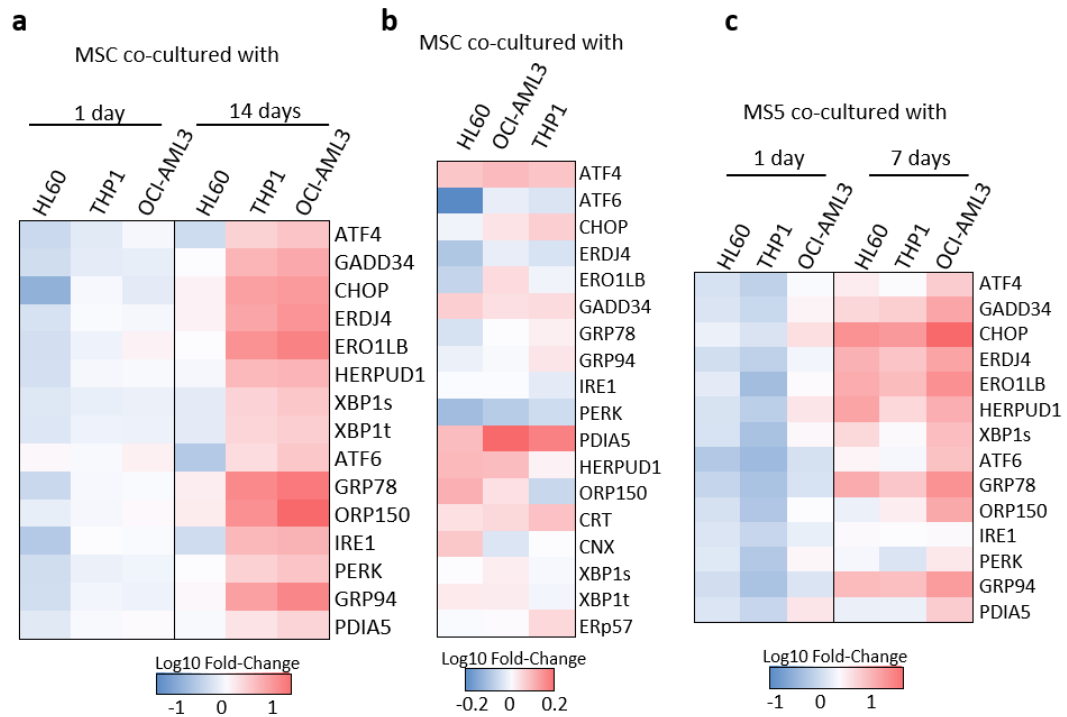 a
MSC co-cultured with
1 day
14 days
HL60
THP1
OCI-AML3
HL60
THP1
OCI-AML3
ATF4
GADD34
CHOP
ERDJ4
ERO1LB
HERPUD1
XBP1s
XBP1t
ATF6
GRP78
ORP150
IRE1
PERK
GRP94
PDIA5
Log10 Fold-Change
-1 0 1
b
MSC co-cultured with
HL60
OCI-AML3
THP1
ATF4
ATF6
CHOP
ERDJ4
ERO1LB
GADD34
GRP78
GRP94
IRE1
PERK
PDIA5
HERPUD1
ORP150
CRT
CNX
XBP1s
XBP1t
ERp57
Log10 Fold-Change
-0.2 0 0.2
c
MS5 co-cultured with
1 day
7 days
HL60
THP1
OCI-AML3
HL60
THP1
OCI-AML3
ATF4
GADD34
CHOP
ERDJ4
ERO1LB
HERPUD1
XBP1s
ATF6
GRP78
ORP150
IRE1
PERK
GRP94
PDIA5
Log10 Fold-Change
-1 0 1